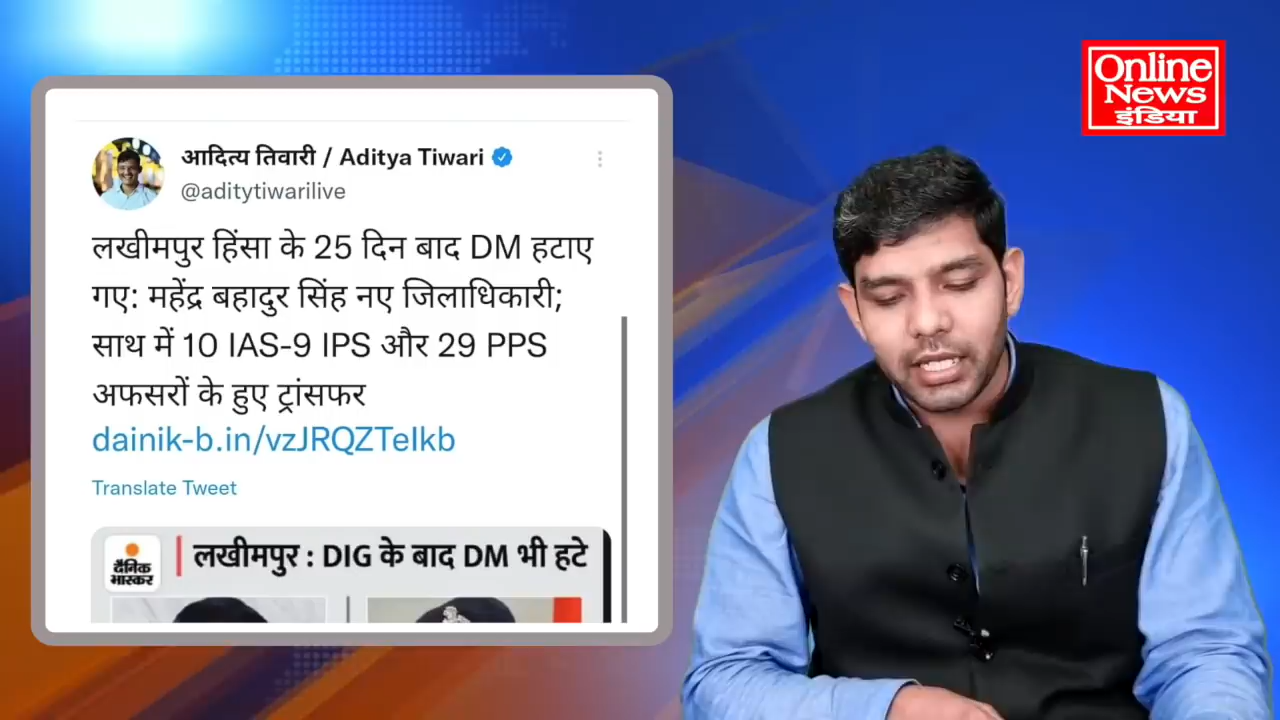 Online
News
इंडिया
आदित्य तिवारी / Aditya Tiwari
@aditytiwarilive
लखीमपुर हिंसा के 25 दिन बाद DM हटाए
गए: महेंद्र बहादुर सिंह नए जिलाधिकारी;
साथ में 10 IAS-9 IPS और 29 PPS
अफसरों के हुए ट्रांसफर
dainik-b.in/vzJRQZTeIkb
Translate Tweet
दैनिक
भास्कर
लखीमपुर : DIG के बाद DM भी हटे